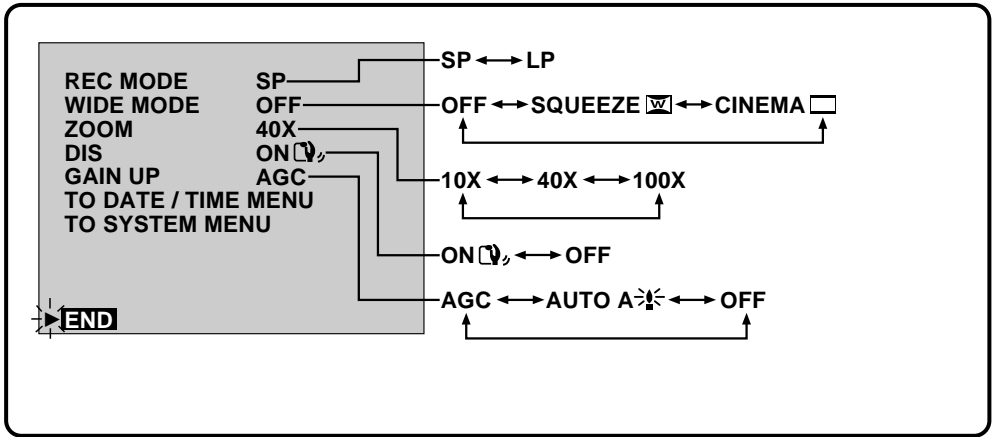 REC MODE SP
WIDE MODE OFF
ZOOM 40X
DIS ON
GAIN UP AGC
TO DATE / TIME MENU
TO SYSTEM MENU
END
SP LP
OFF SQUEEZE W CINEMA
10X 40X 100X
ON OFF
AGC AUTO A OFF